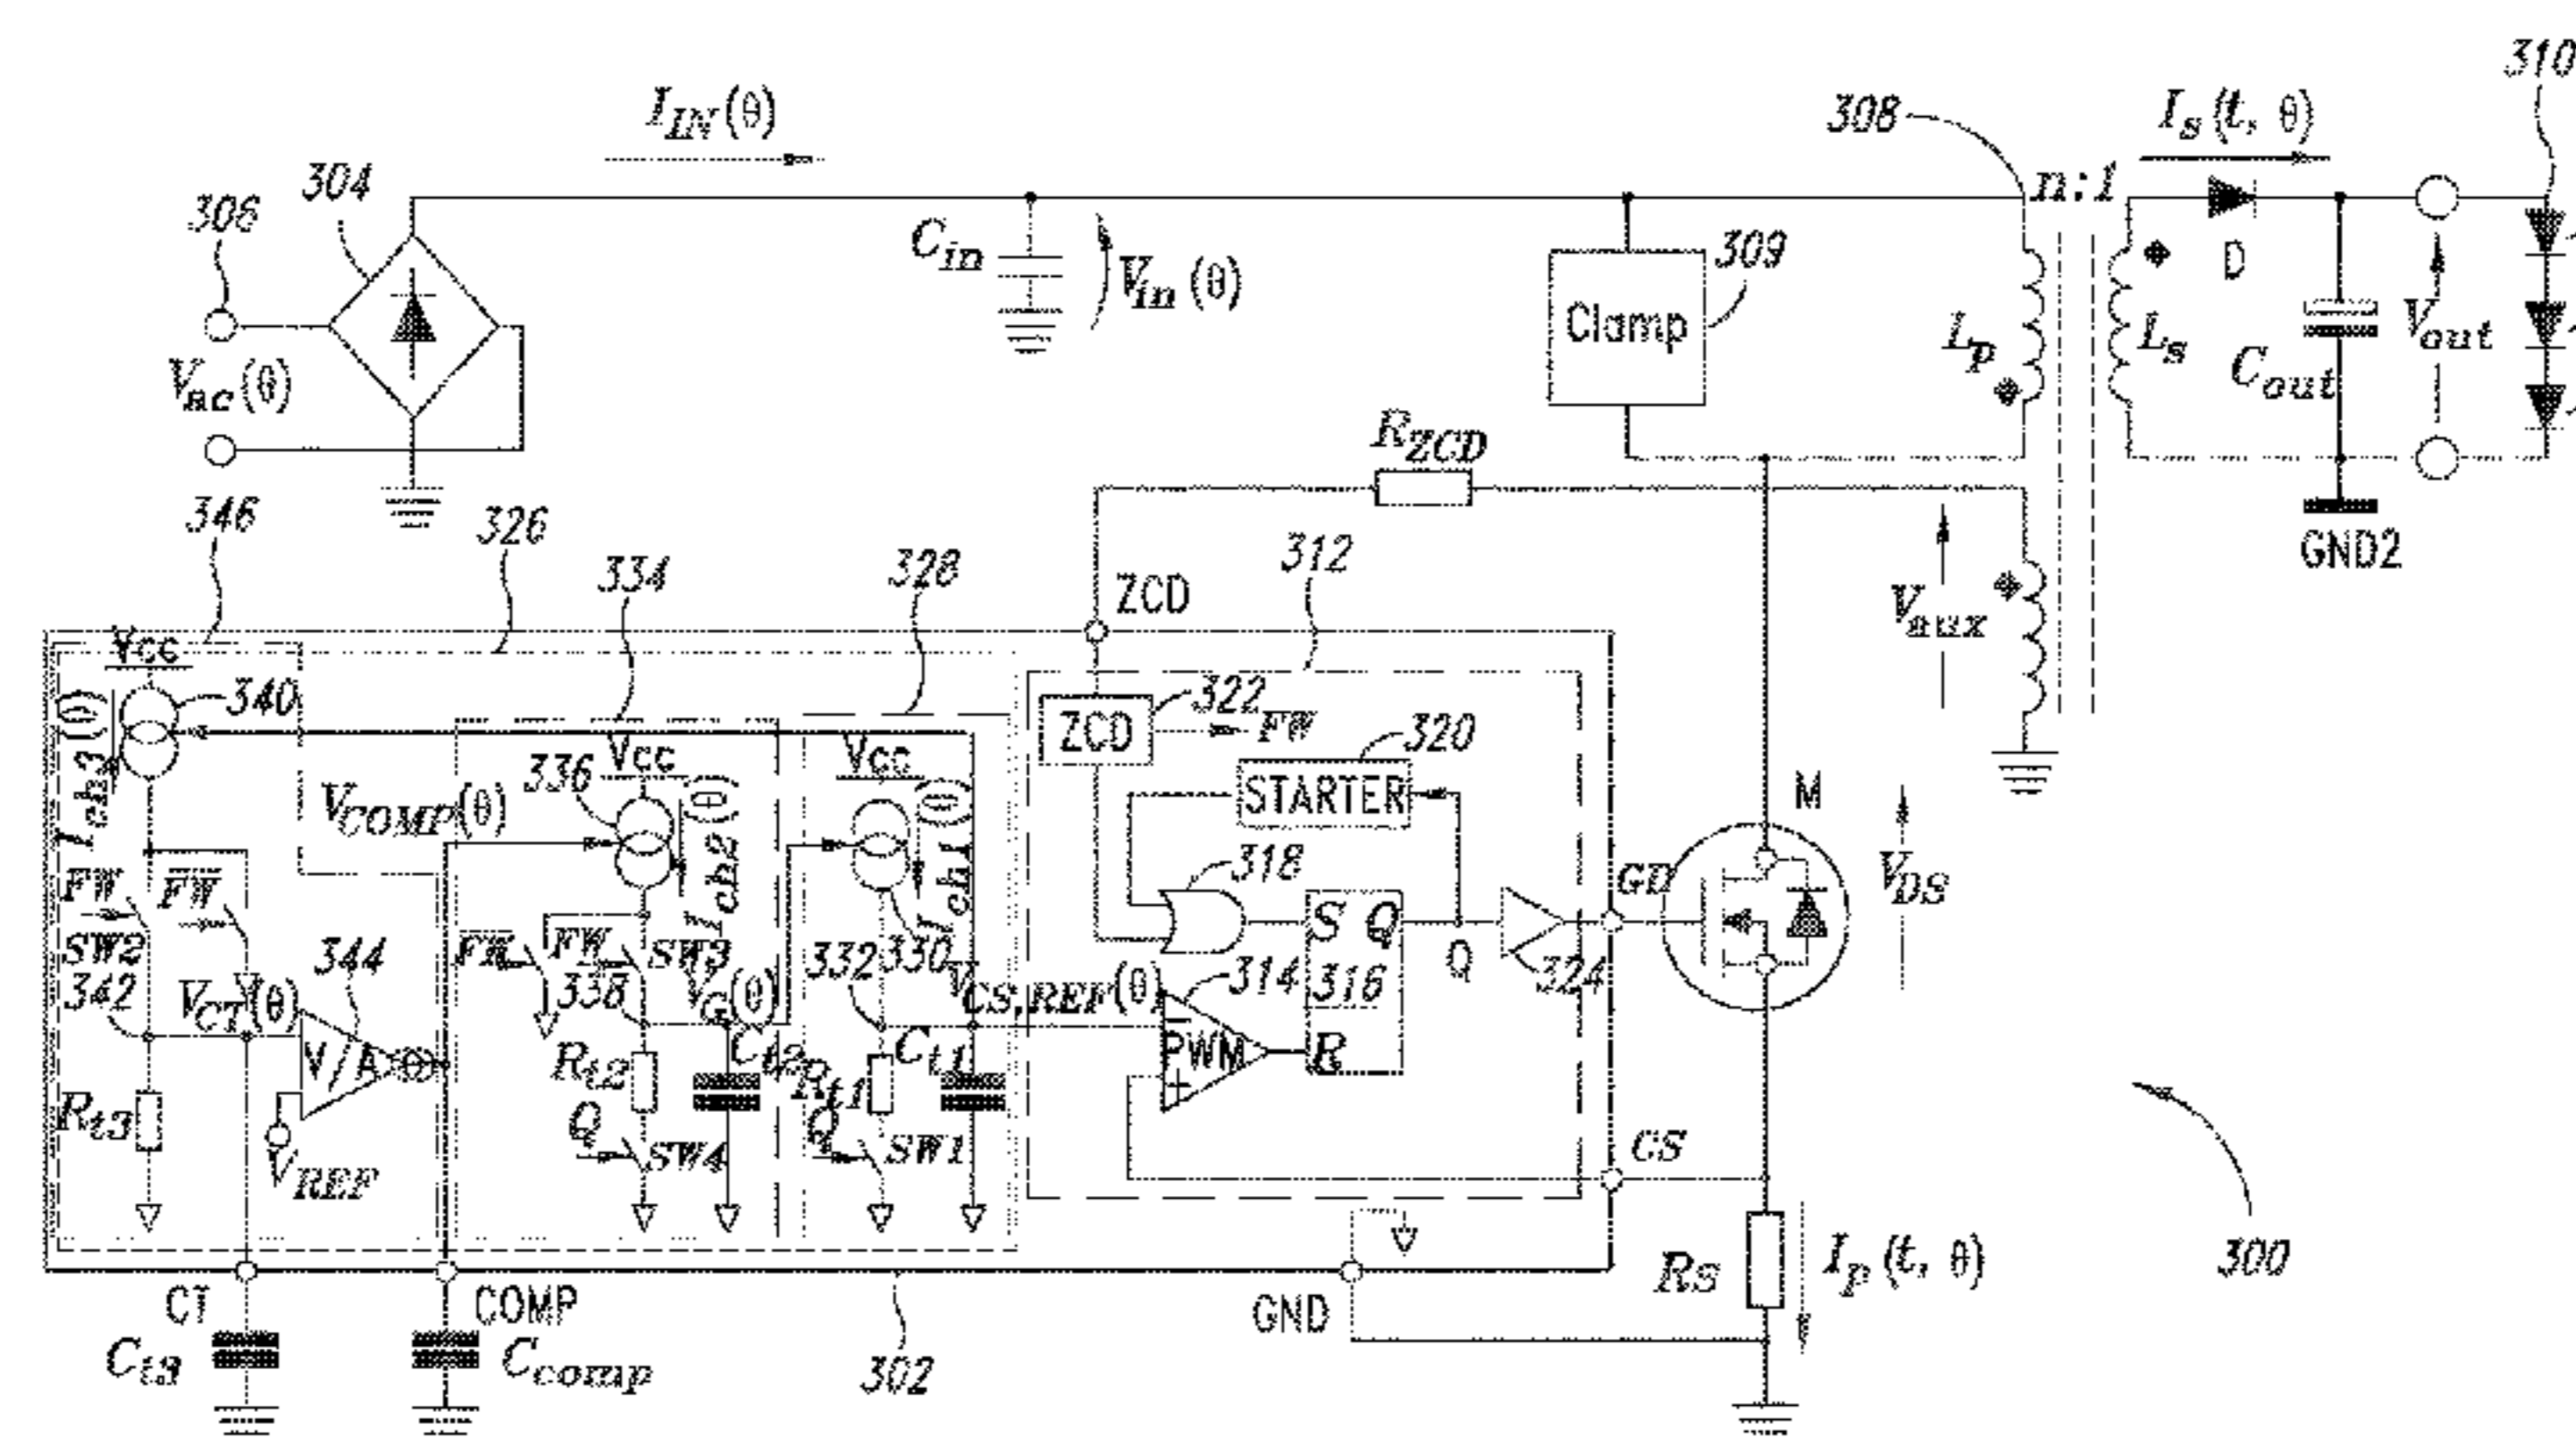 310
I_IN(θ)
308
I_s(t, θ)
304
n:1
306
C_in
V_in(θ)
309
Clamp
D
V_ac(θ)
L_p
L_s
C_out
V_out
R_ZCD
346
326
334
328
312
GND2
ZCD
V_aux
Vcc
340
322
ZCD
FW
320
STARTER
I_ch3(θ)
V_COMP(θ)
336
Vcc
Vcc
I_ch2(θ)
I_ch1(θ)
M
V_DS
318
FW
FW
SW2
FW
FW
SW3
S
Q
316
R
Q
324
GD
342
V_CT(θ)
344
338
V_G(θ)
332
330
V_CS,REF(θ)
314
PWM
V/A
R_t3
R_t2
C_t2
R_t1
C_t1
V_REF
Q
SW4
Q
SW1
CS
CT
COMP
C_t3
C_comp
302
GND
Rs
I_p(t, θ)
300